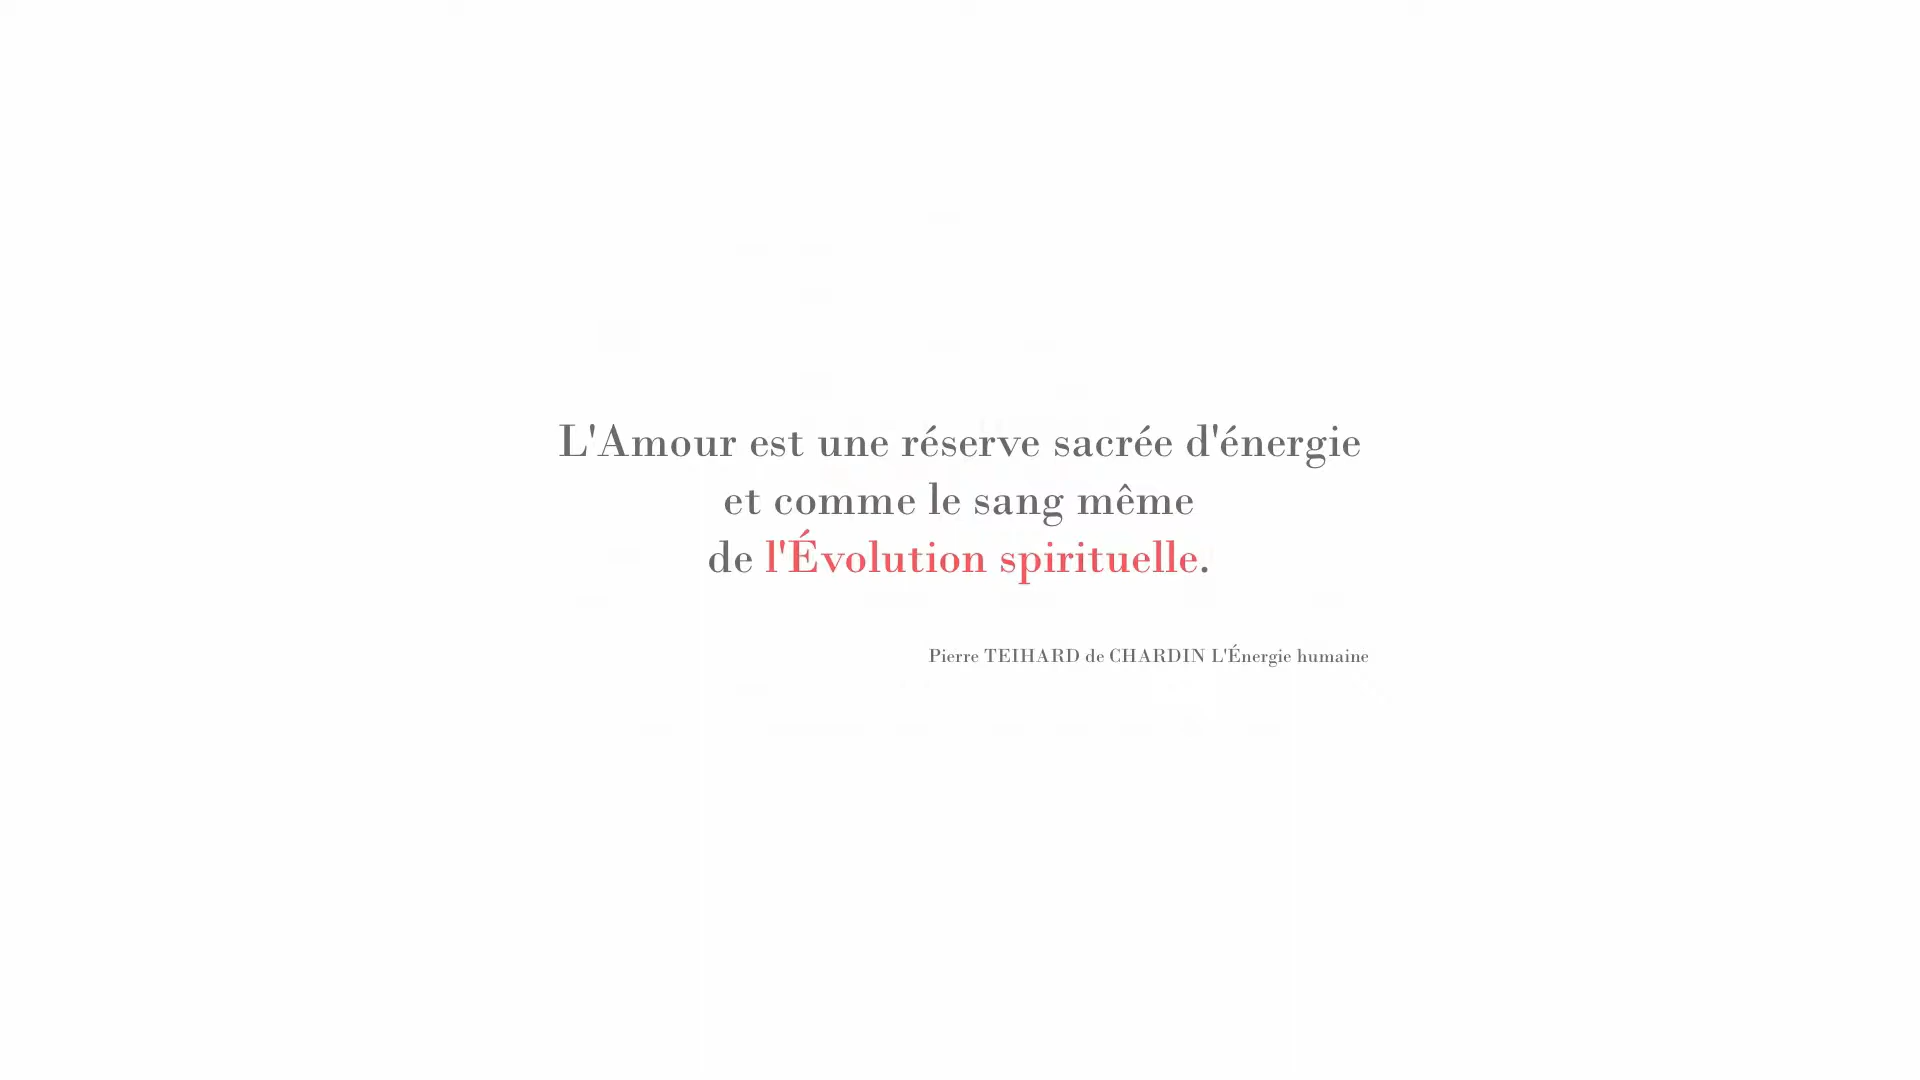 L'Amour est une réserve sacrée d'énergie
et comme le sang même
de l'Évolution spirituelle.
Pierre TEIHARD de CHARDIN L'Énergie humaine